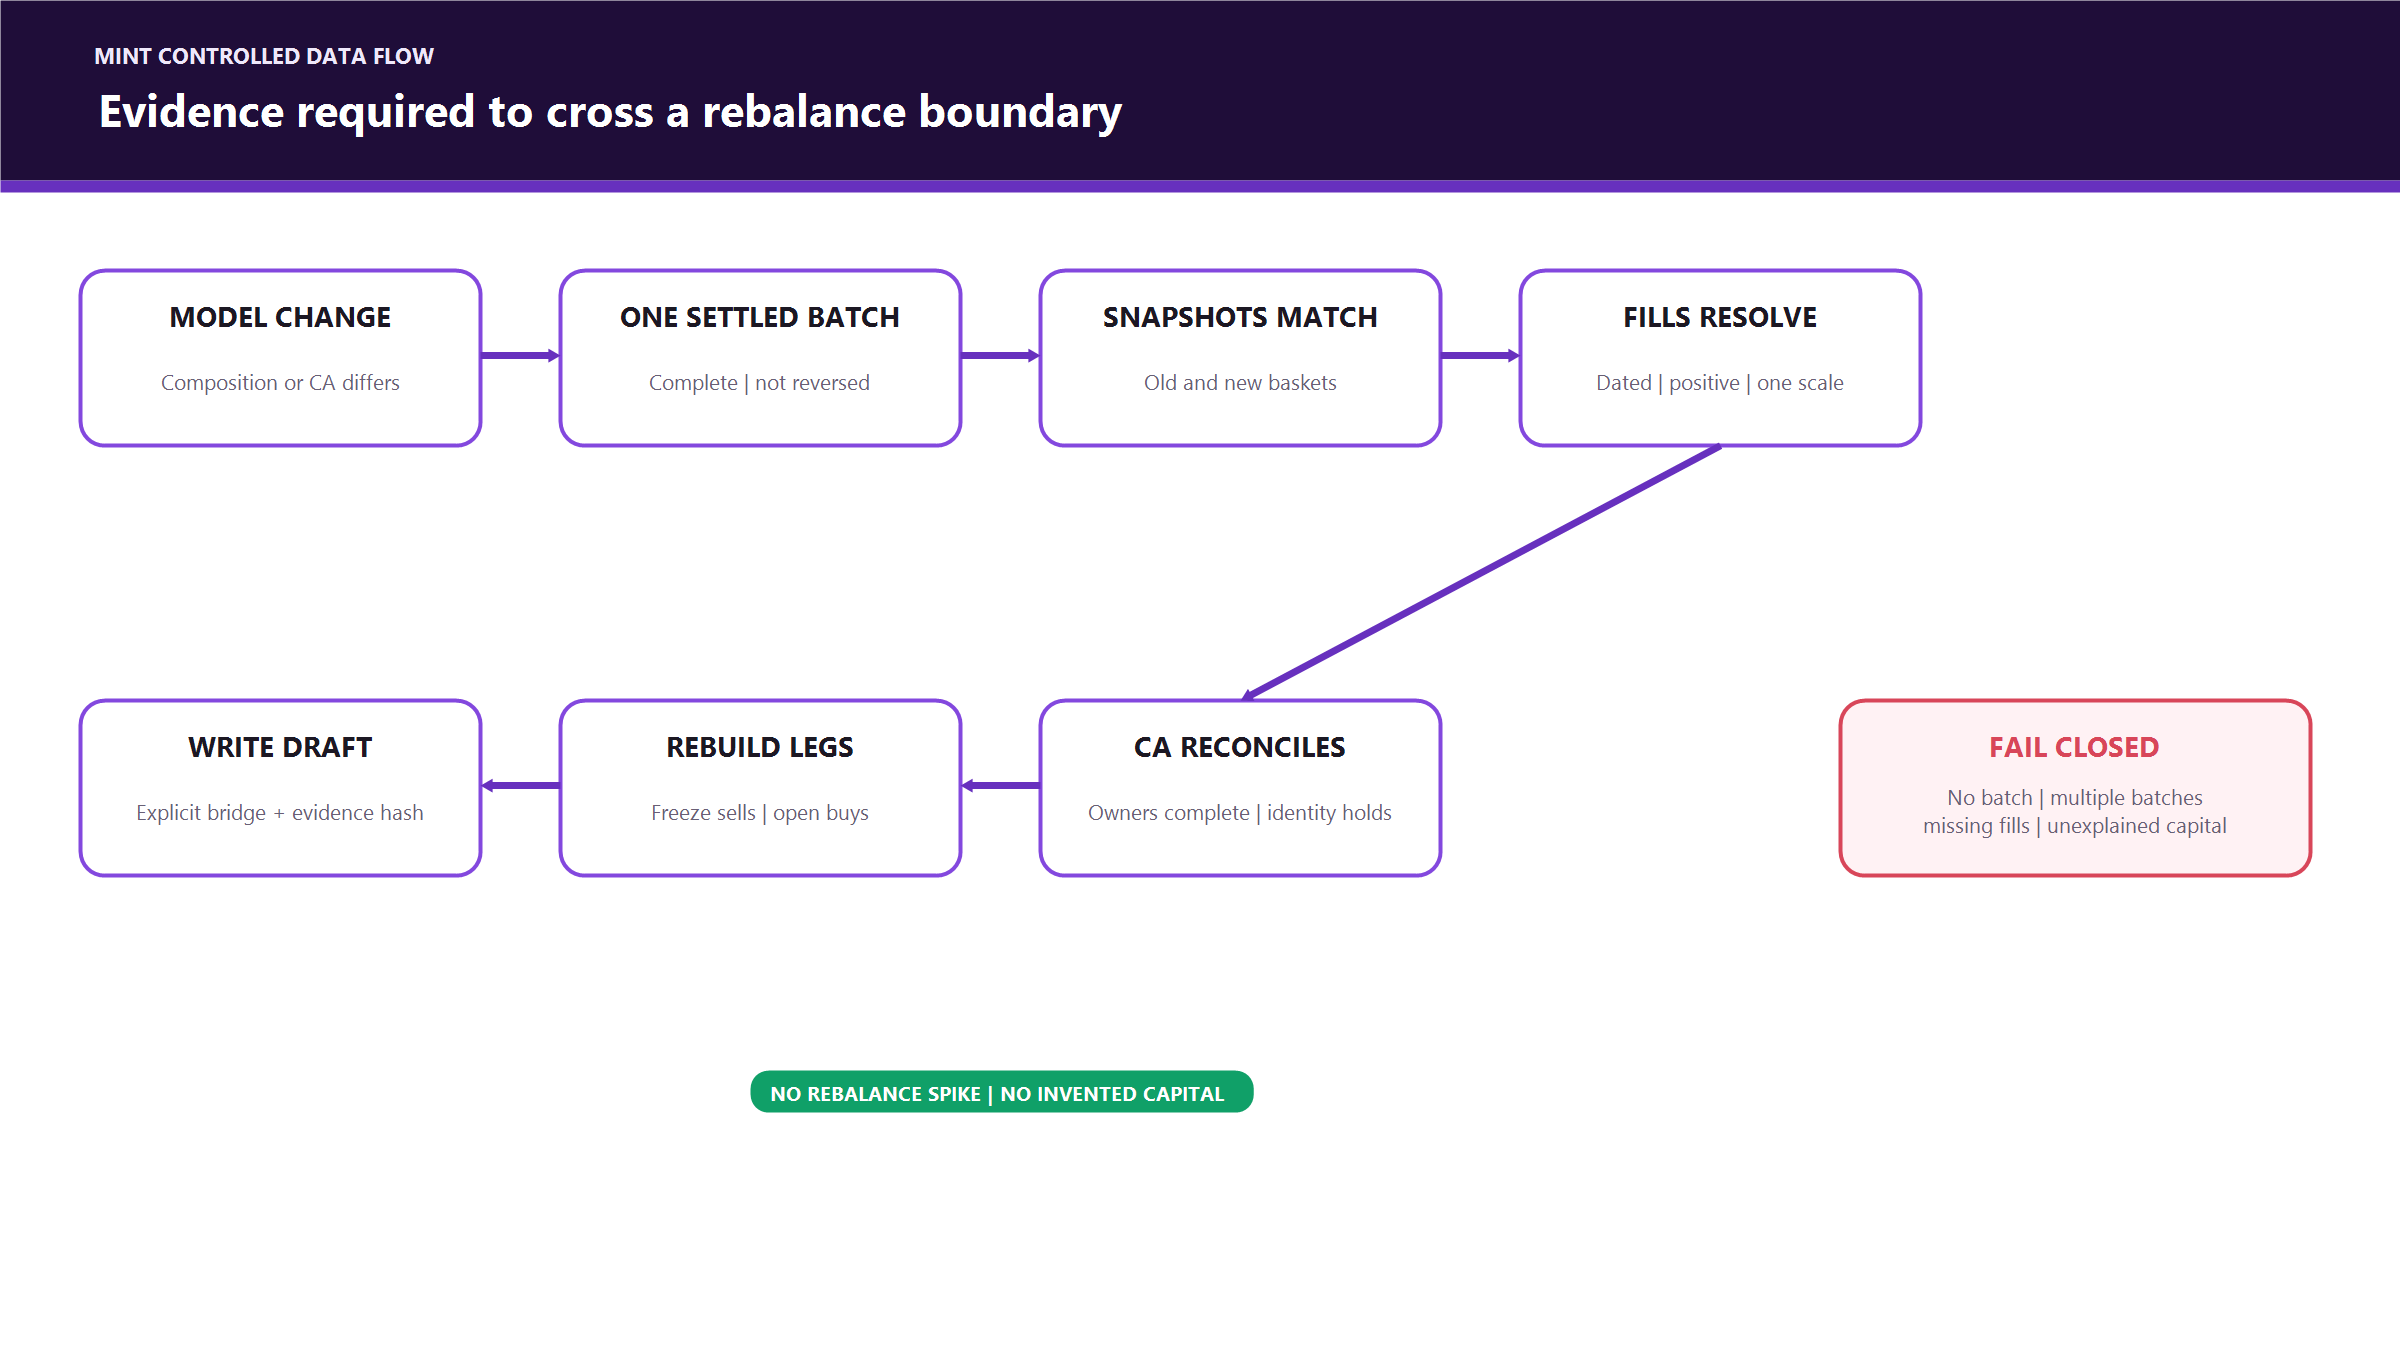 MINT CONTROLLED DATA FLOW
Evidence required to cross a rebalance boundary
MODEL CHANGE
Composition or CA differs
ONE SETTLED BATCH
Complete | not reversed
SNAPSHOTS MATCH
Old and new baskets
FILLS RESOLVE
Dated | positive | one scale
WRITE DRAFT
Explicit bridge + evidence hash
REBUILD LEGS
Freeze sells | open buys
CA RECONCILES
Owners complete | identity holds
FAIL CLOSED
No batch | multiple batches
missing fills | unexplained capital
NO REBALANCE SPIKE | NO INVENTED CAPITAL